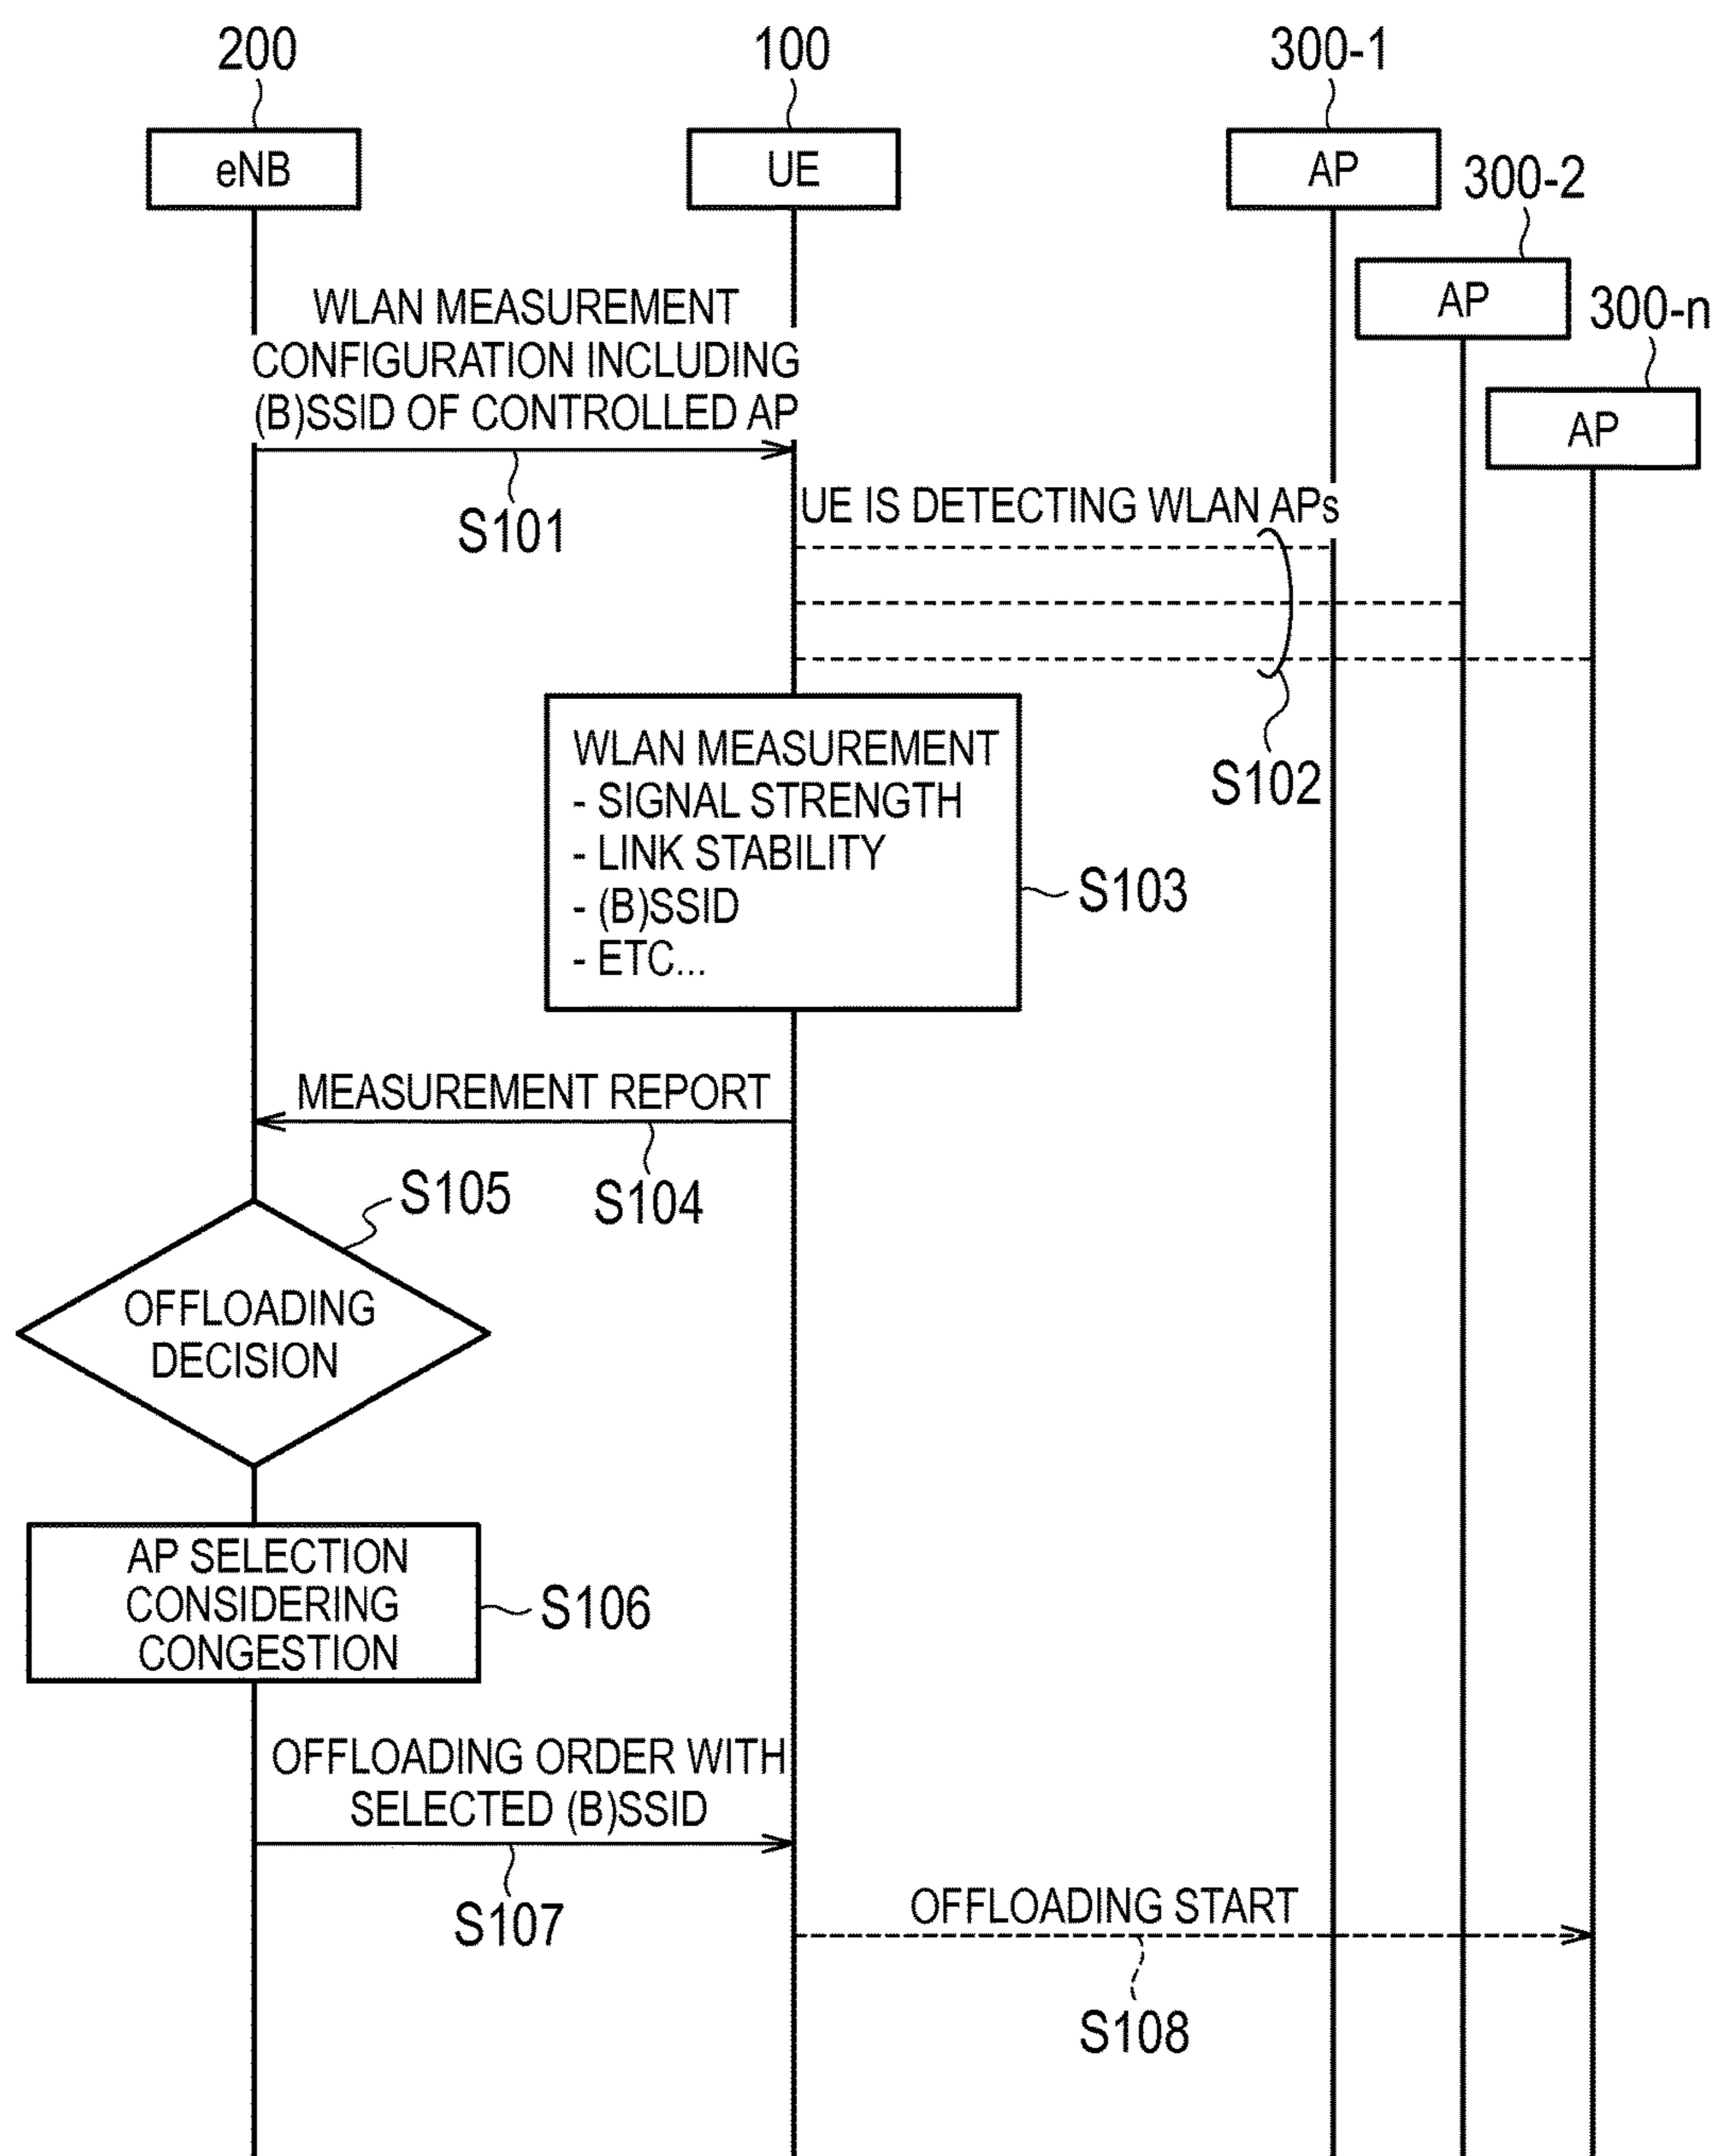 200
100
300-1
eNB
UE
AP
300-2
AP
300-n
AP
WLAN MEASUREMENT
CONFIGURATION INCLUDING
(B)SSID OF CONTROLLED AP
S101
UE IS DETECTING WLAN APs
S102
WLAN MEASUREMENT
- SIGNAL STRENGTH
- LINK STABILITY
- (B)SSID
- ETC...
S103
MEASUREMENT REPORT
S104
S105
OFFLOADING
DECISION
AP SELECTION
CONSIDERING
CONGESTION
S106
OFFLOADING ORDER WITH
SELECTED (B)SSID
S107
OFFLOADING START
S108